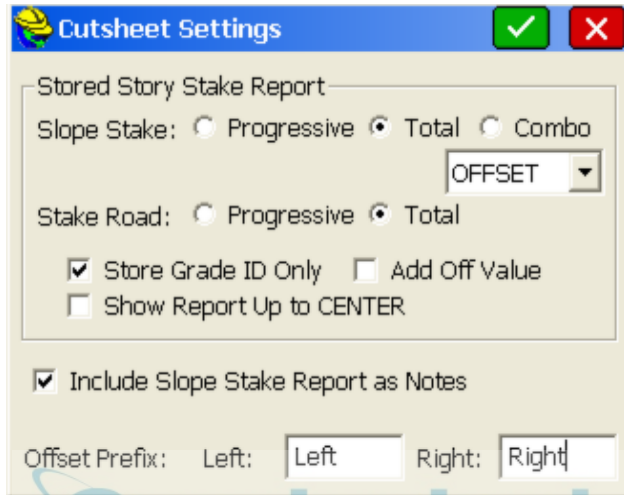 Cutsheet Settings
Stored Story Stake Report
Slope Stake: Progressive Total Combo
OFFSET
Stake Road: Progressive Total
Store Grade ID Only Add Off Value
Show Report Up to CENTER
Include Slope Stake Report as Notes
Offset Prefix: Left: Left Right: Right